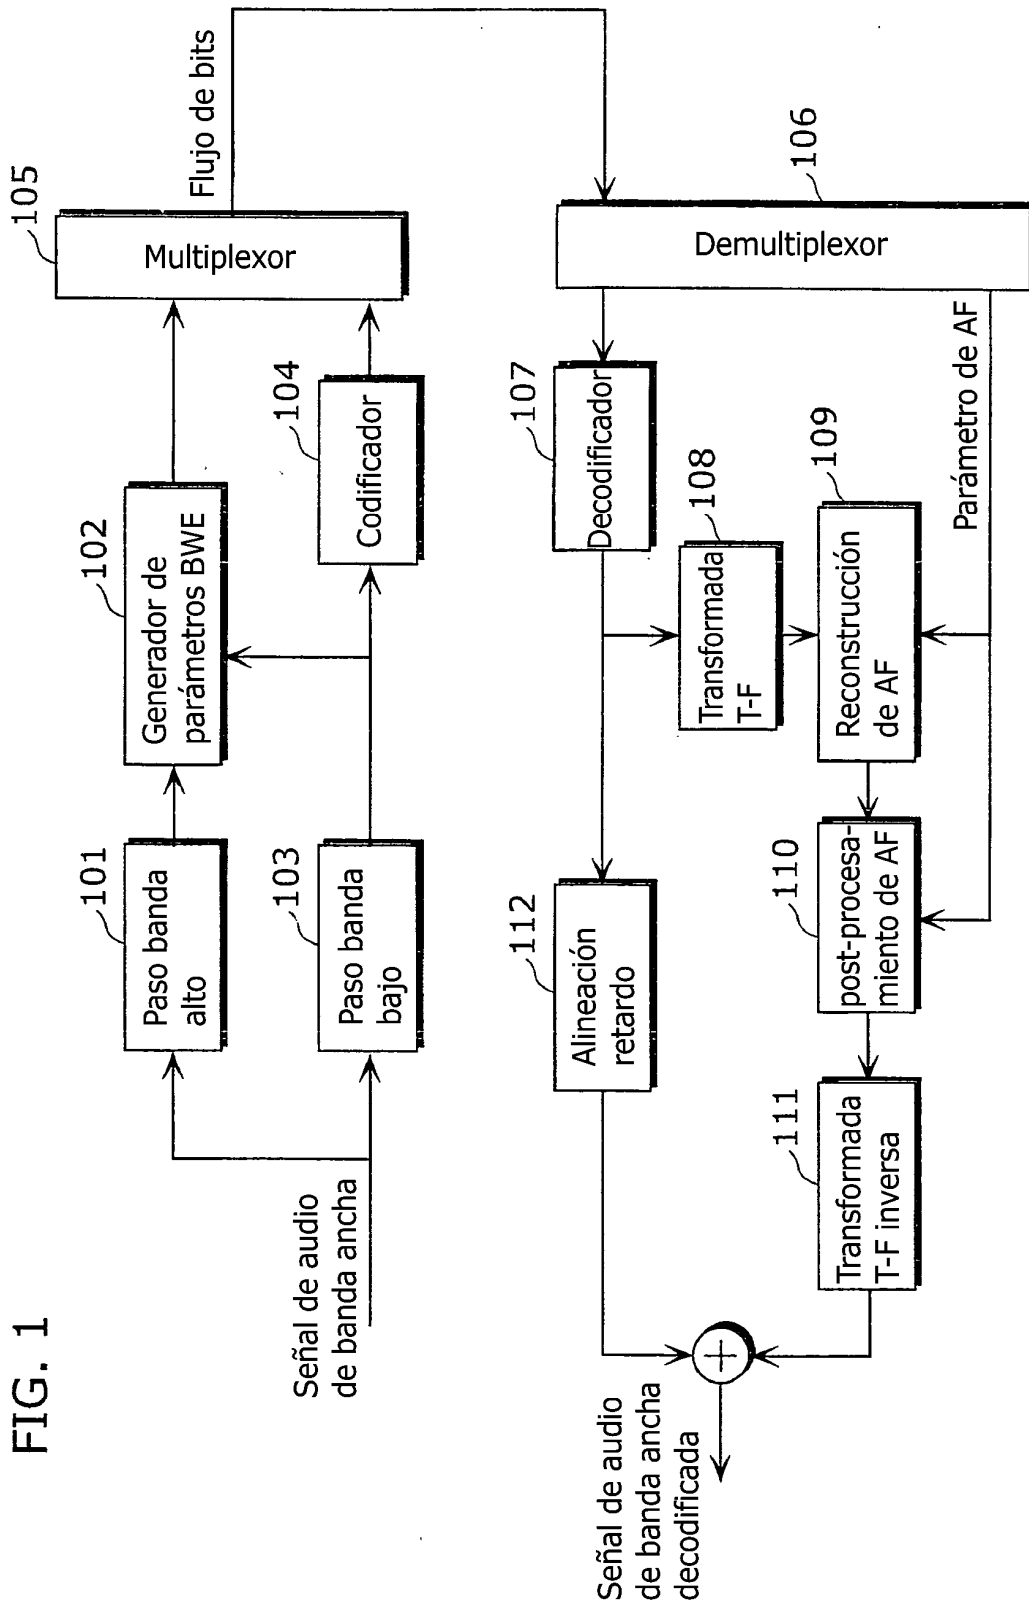 FIG. 1
Señal de audio
de banda ancha
101
Paso banda
alto
102
Generador de
parámetros BWE
103
Paso banda
bajo
104
Codificador
105
Multiplexor
Flujo de bits
106
Demultiplexor
107
Decodificador
108
Transformada
T-F
109
Reconstrucción
de AF
Parámetro de AF
110
post-procesa-
miento de AF
111
Transformada
T-F inversa
112
Alineación
retardo
Señal de audio
de banda ancha
decodificada